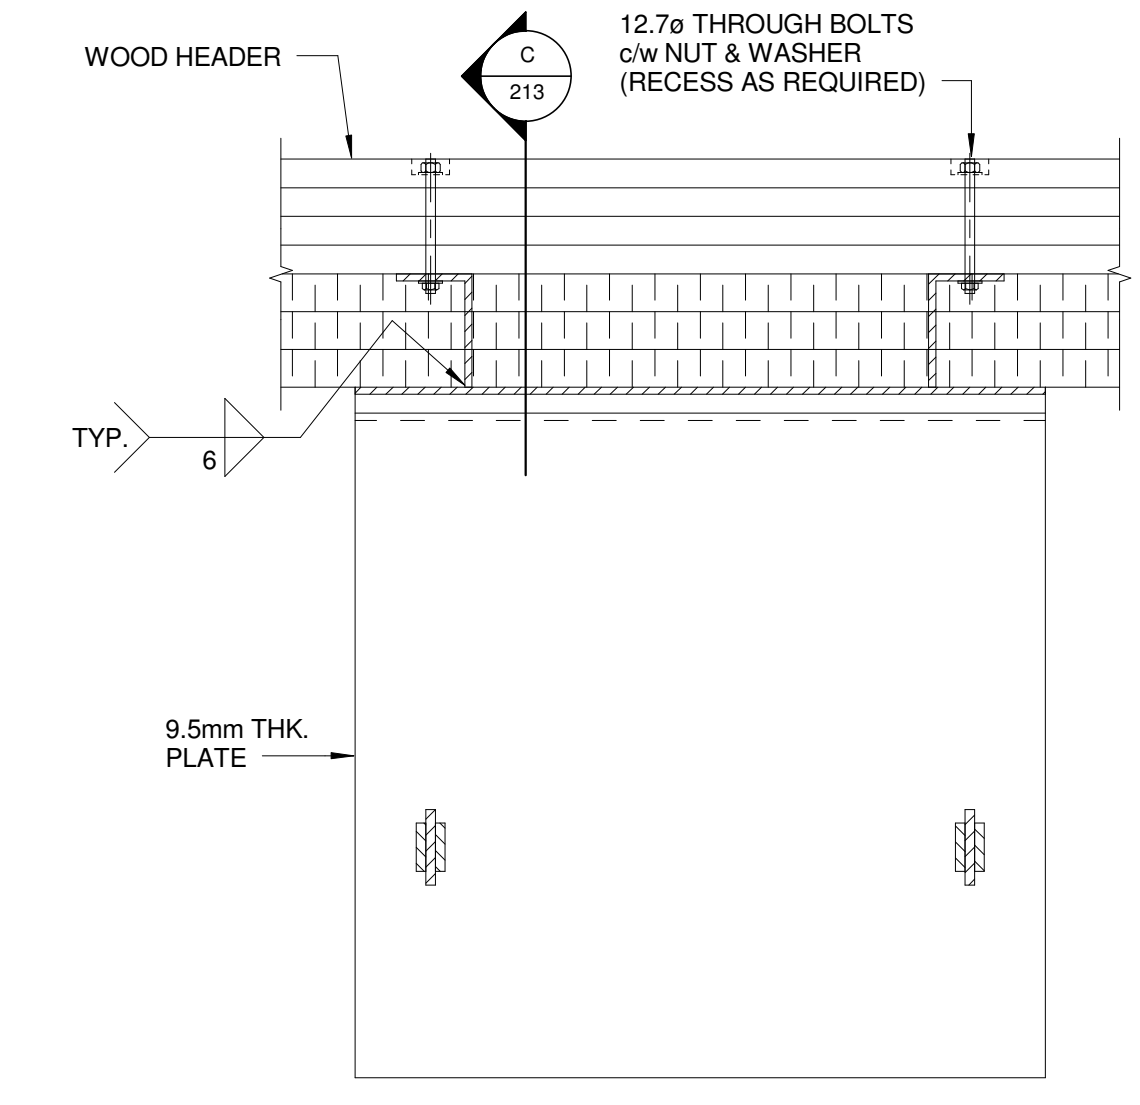 WOOD HEADER
C
213
12.7ø THROUGH BOLTS
c/w NUT & WASHER
(RECESS AS REQUIRED)
TYP.
6
9.5mm THK.
PLATE